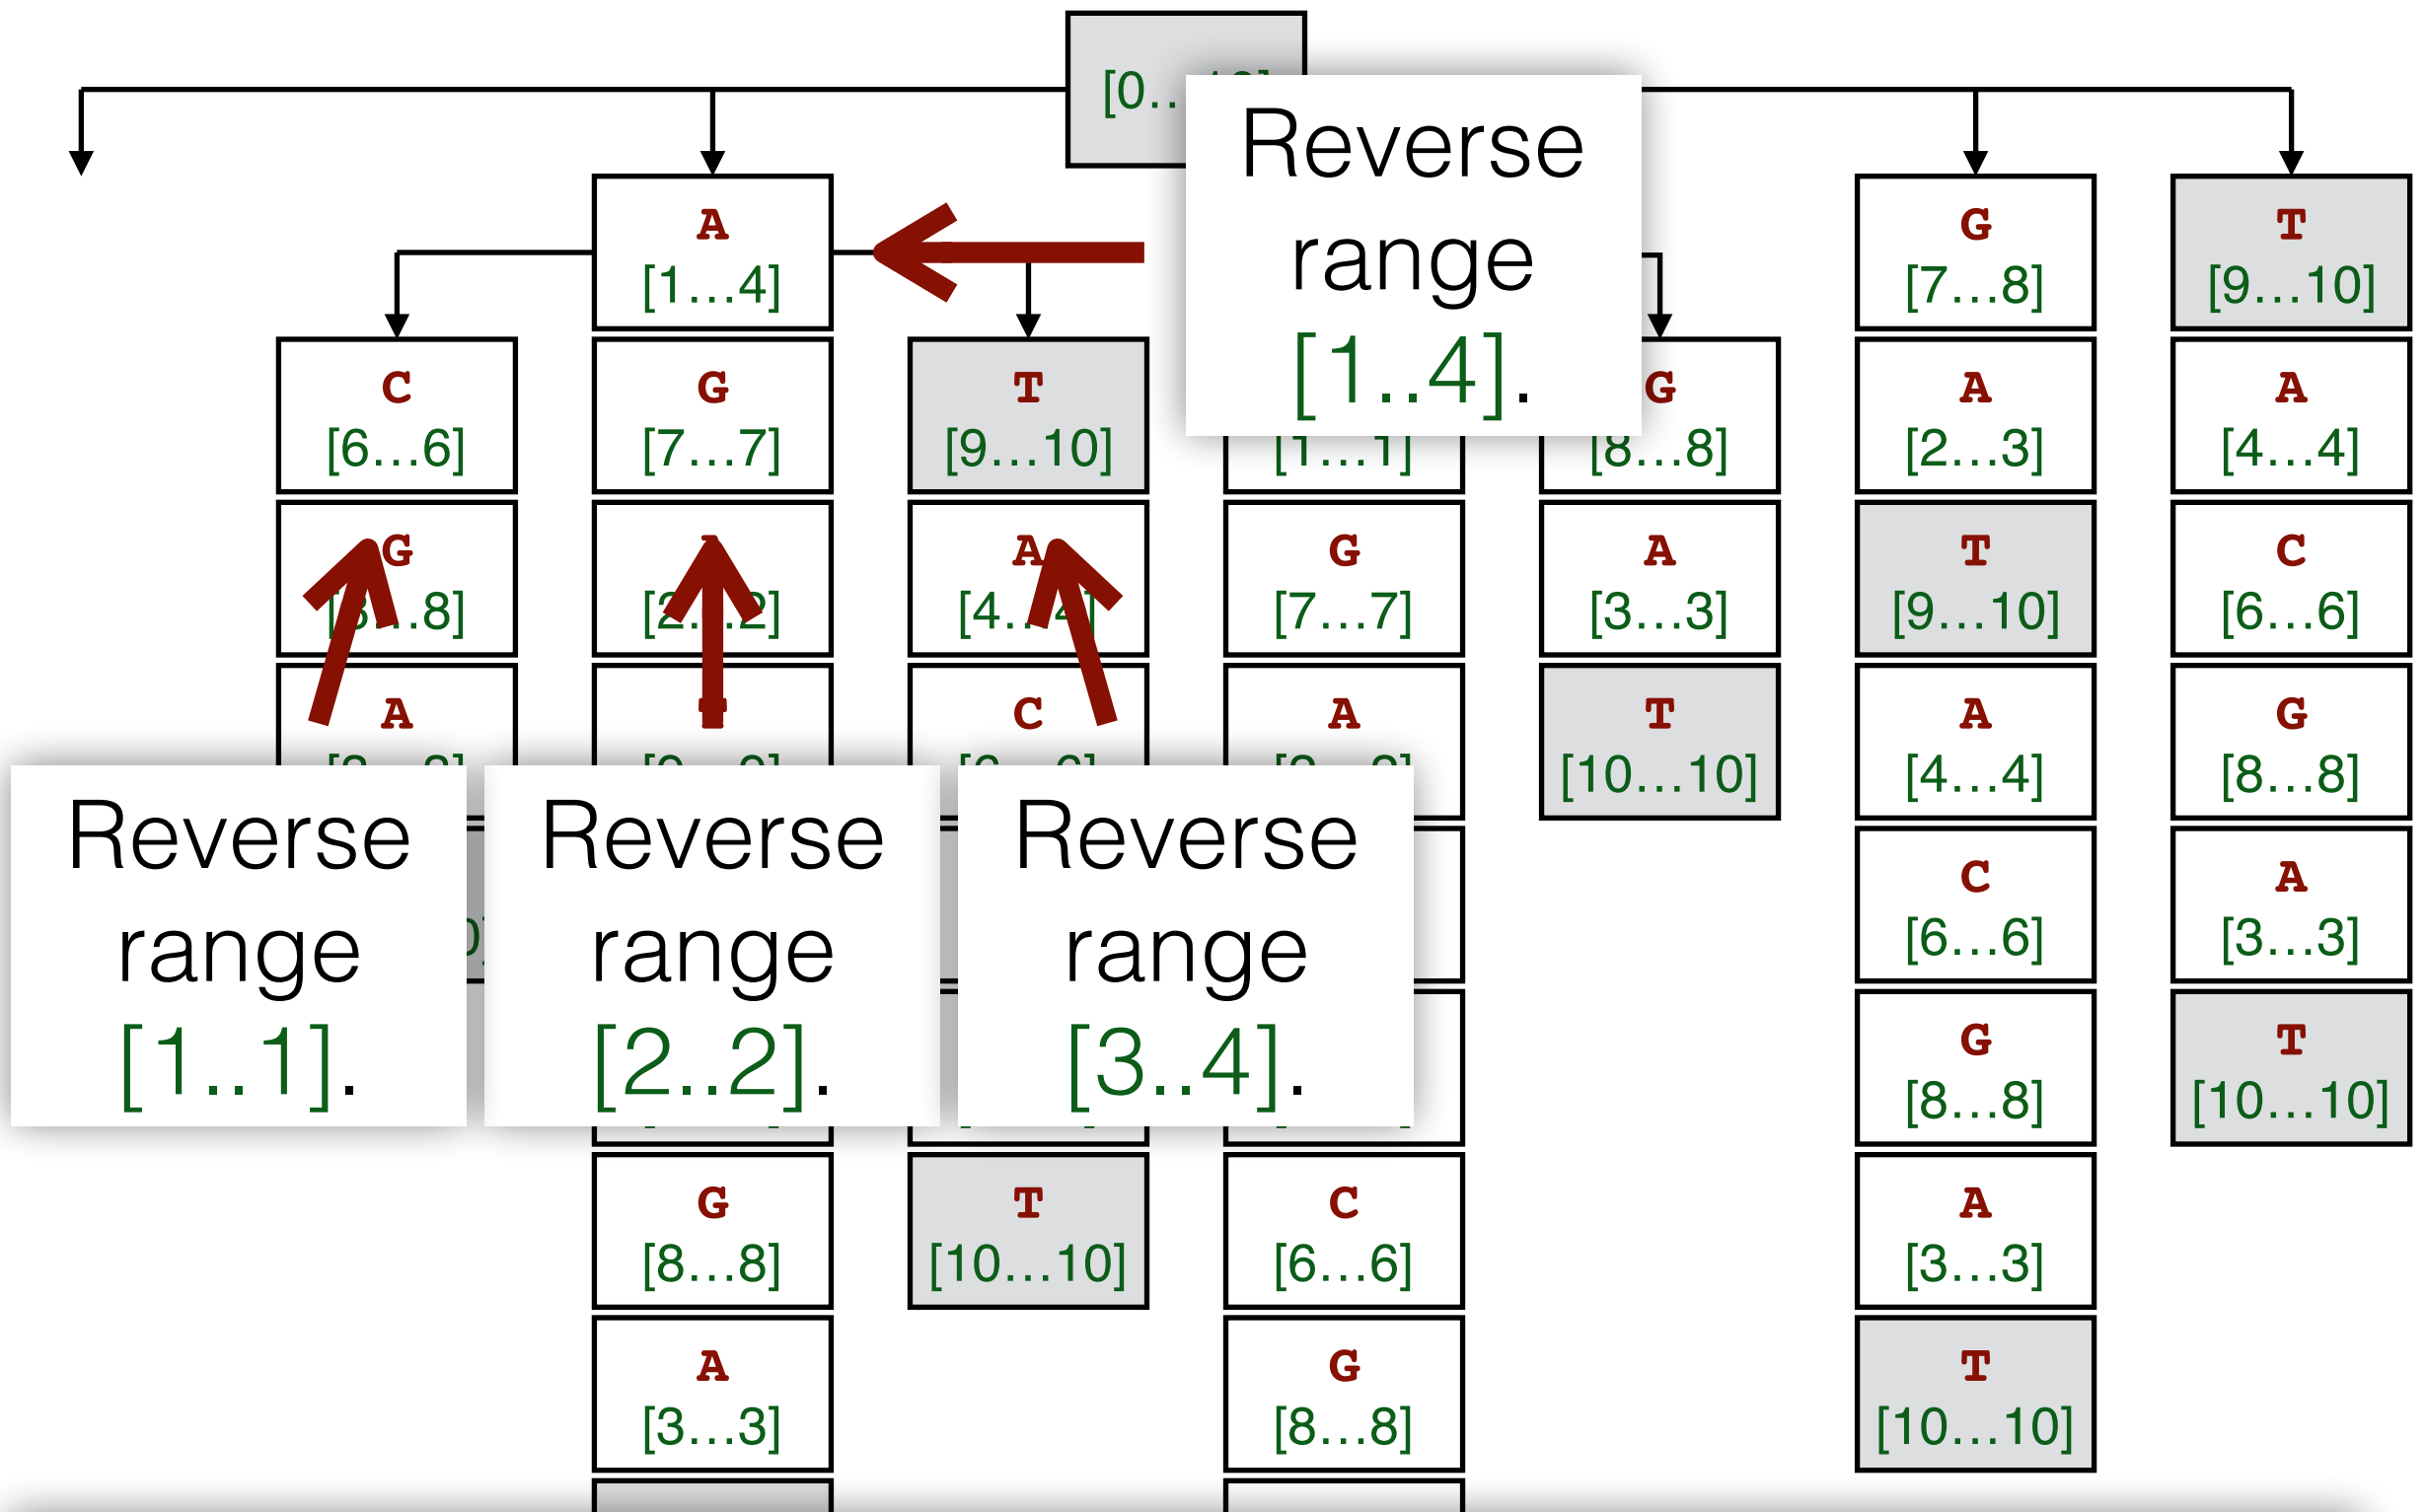 [0..
Reverse
range
[1..4].
A
[1...4]
G
[7...8]
T
[9...10]
C
[6...6]
G
[7...7]
T
[9...10]
[1...1]
G
[8...8]
A
[2...3]
A
[4...4]
G
8]
[2...2]
A
[4...4]
G
[7...7]
A
[3...3]
T
[9...10]
C
[6...6]
A
C
A
T
[10...10]
A
[4...4]
G
[8...8]
Reverse
range
[1..1].
Reverse
range
[2..2].
Reverse
range
[3..4].
C
[6...6]
A
[3...3]
G
[8...8]
T
[10...10]
G
[8...8]
T
[10...10]
C
[6...6]
A
[3...3]
A
[3...3]
G
[8...8]
T
[10...10]